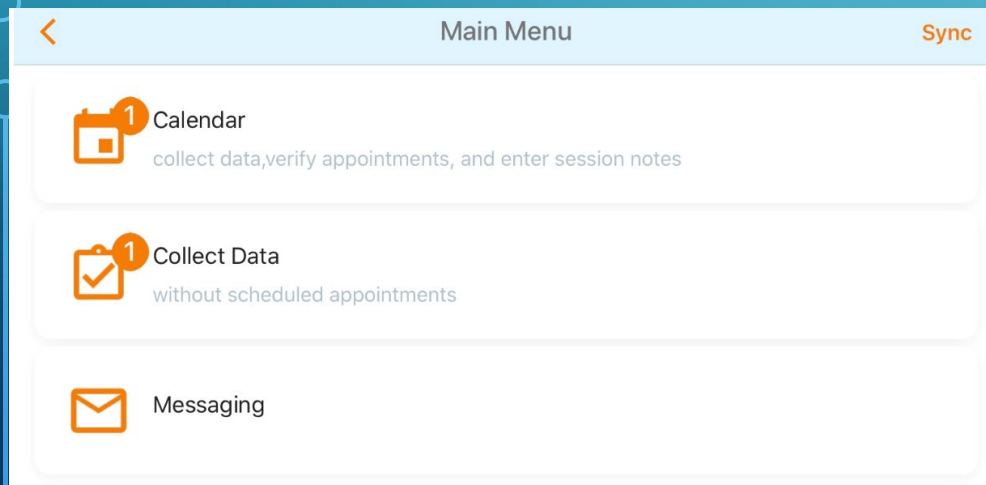 Main Menu
Sync
1
Calendar
collect data,verify appointments, and enter session notes
1
Collect Data
without scheduled appointments
Messaging